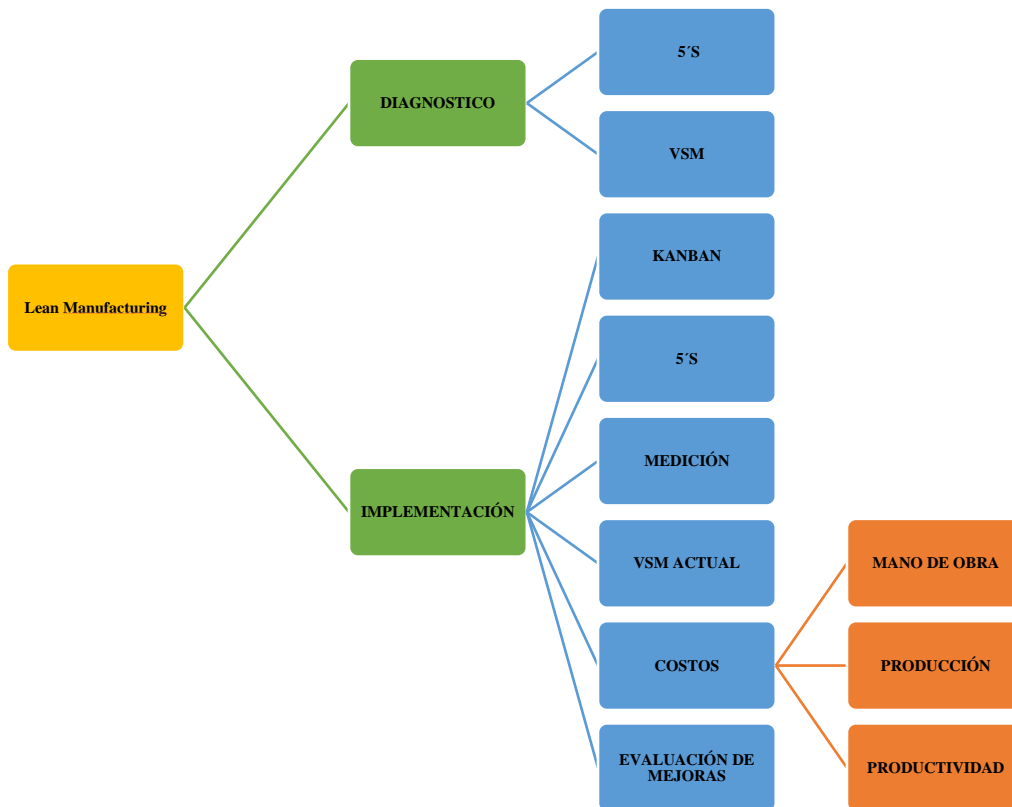 5´S
DIAGNOSTICO
VSM
KANBAN
Lean Manufacturing
5´S
MEDICIÓN
IMPLEMENTACIÓN
VSM ACTUAL
MANO DE OBRA
COSTOS
PRODUCCIÓN
EVALUACIÓN DE
MEJORAS
PRODUCTIVIDAD